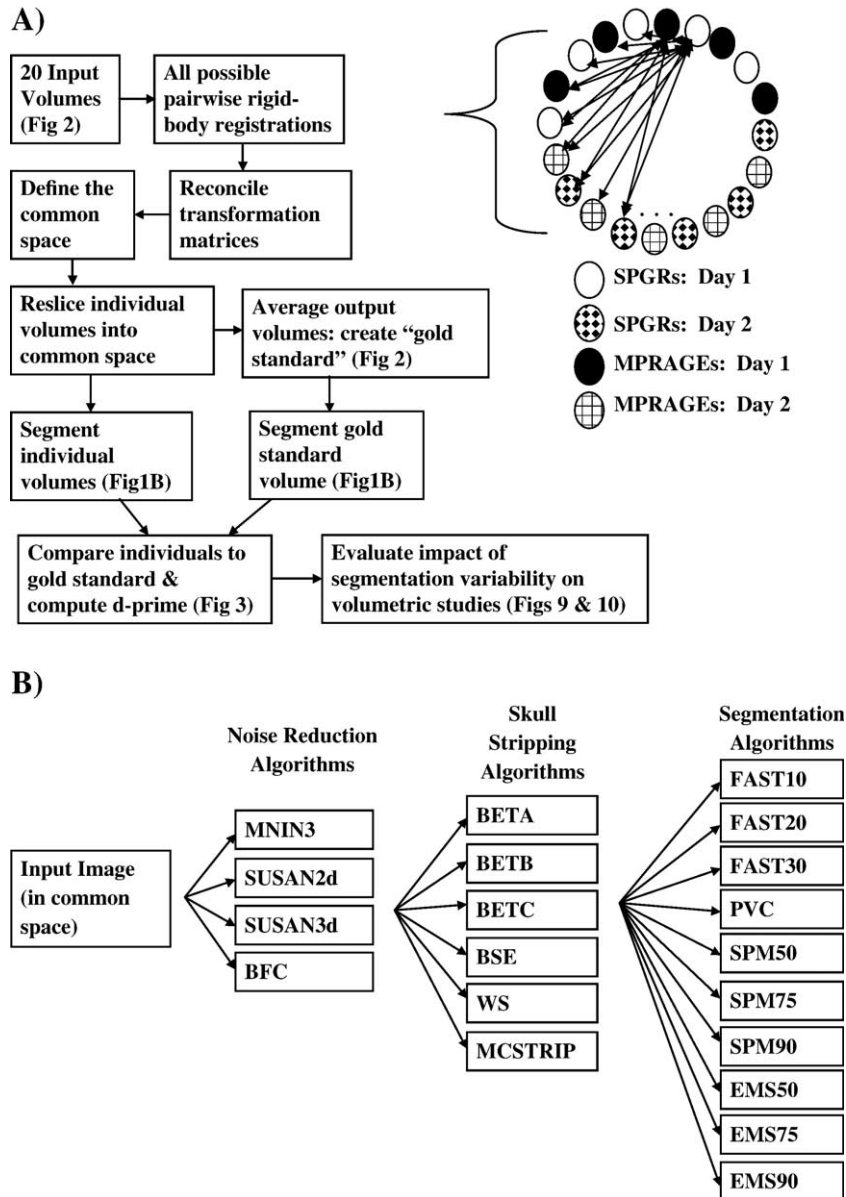 A)
20 Input
Volumes
(Fig 2)
All possible
pairwise rigid-
body registrations
Define the
common
space
Reconcile
transformation
matrices
Reslice individual
volumes into
common space
Average output
volumes: create “gold
standard” (Fig 2)
Segment
individual
volumes (Fig1B)
Segment gold
standard
volume (Fig1B)
Compare individuals to
gold standard &
compute d-prime (Fig 3)
Evaluate impact of
segmentation variability on
volumetric studies (Figs 9 & 10)
. . .
SPGRs: Day 1
SPGRs: Day 2
MPRAGEs: Day 1
MPRAGEs: Day 2
B)
Input Image
(in common
space)
Noise Reduction
Algorithms
MNIN3
SUSAN2d
SUSAN3d
BFC
Skull
Stripping
Algorithms
BETA
BETB
BETC
BSE
WS
MCSTRIP
Segmentation
Algorithms
FAST10
FAST20
FAST30
PVC
SPM50
SPM75
SPM90
EMS50
EMS75
EMS90